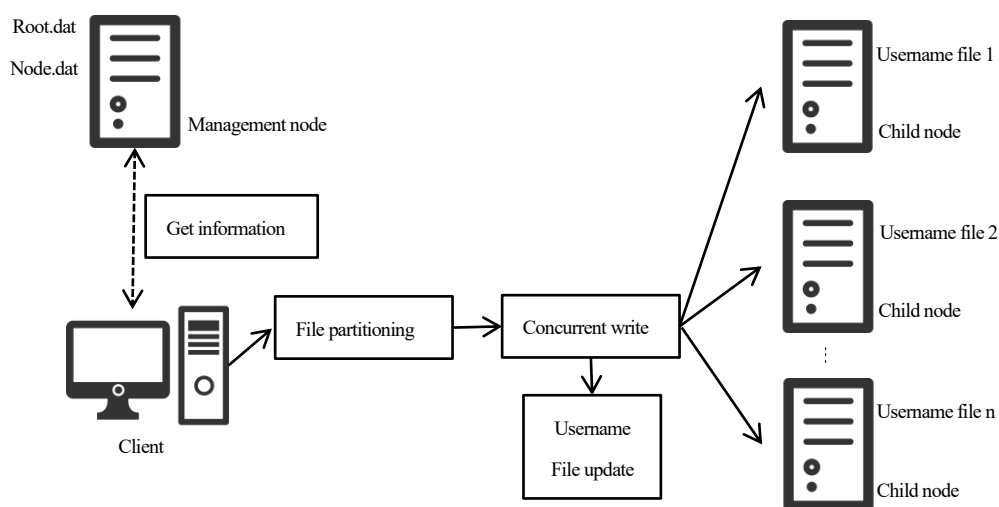 Root.dat
Node.dat
Management node
Get information
Client
File partitioning
Concurrent write
Username
File update
Username file 1
Child node
Username file 2
Child node
Username file n
Child node